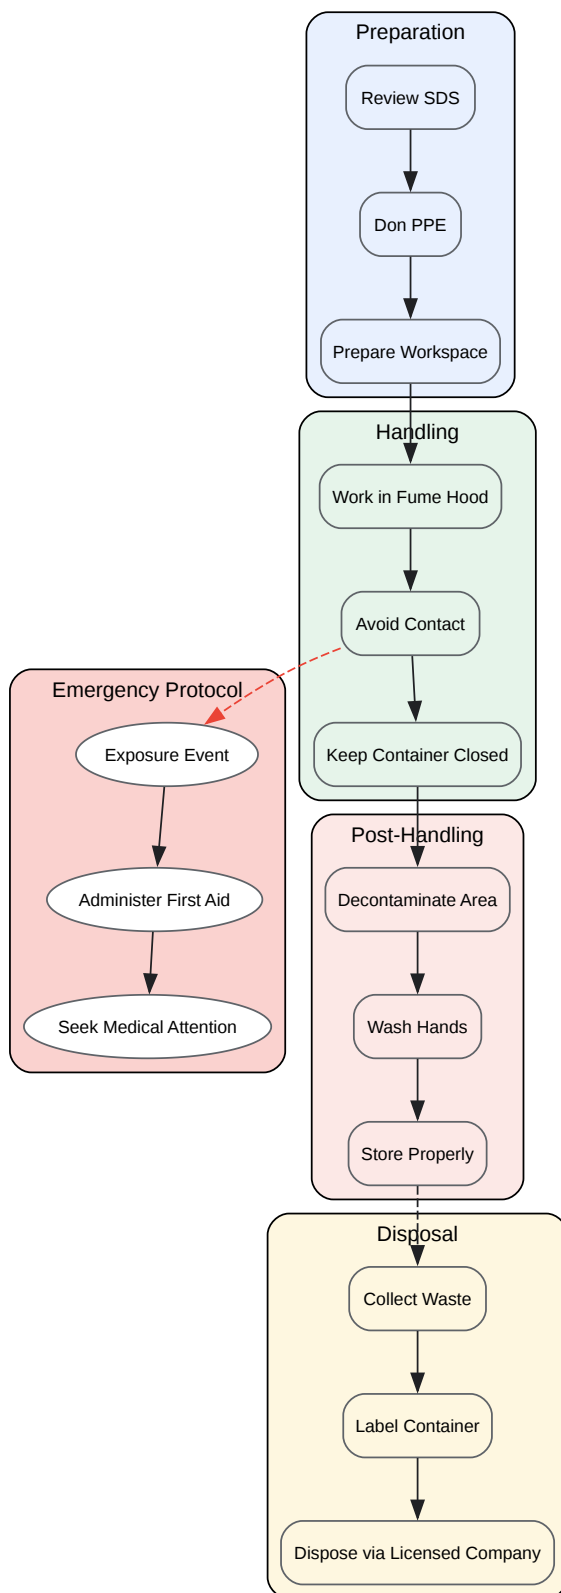 Preparation
Review SDS
Don PPE
Prepare Workspace
Handling
Work in Fume Hood
Avoid Contact
Keep Container Closed
Emergency Protocol
Exposure Event
Administer First Aid
Seek Medical Attention
Post-Handling
Decontaminate Area
Wash Hands
Store Properly
Disposal
Collect Waste
Label Container
Dispose via Licensed Company